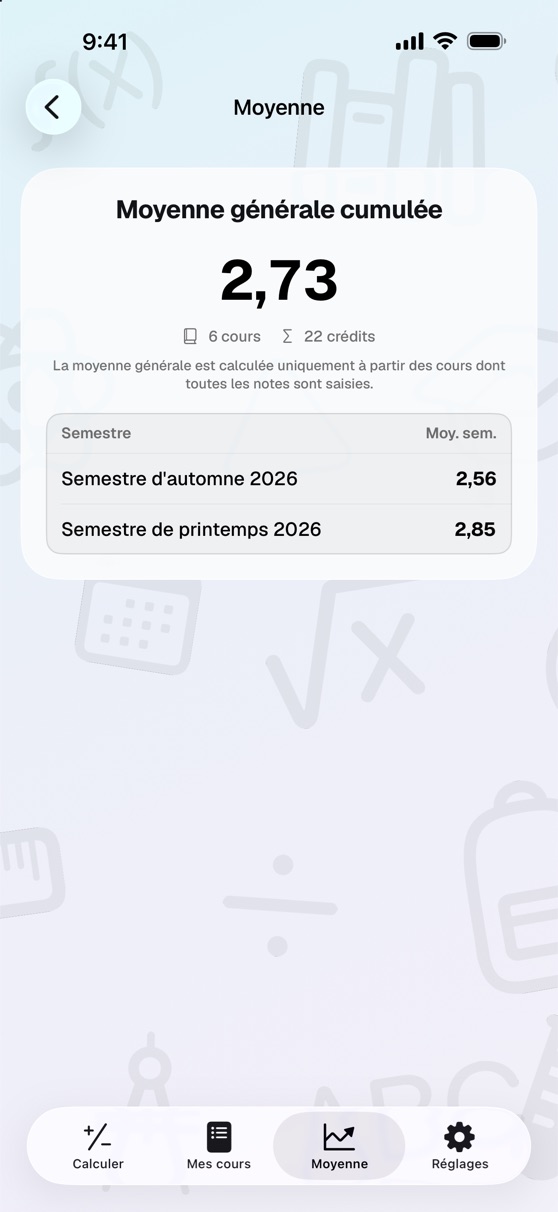 9:41
Moyenne
Moyenne générale cumulée
2,73
6 cours Σ 22 crédits
La moyenne générale est calculée uniquement à partir des cours dont
toutes les notes sont saisies.
Semestre Moy. sem.
Semestre d'automne 2026 2,56
Semestre de printemps 2026 2,85
Calculer Mes cours Moyenne Réglages